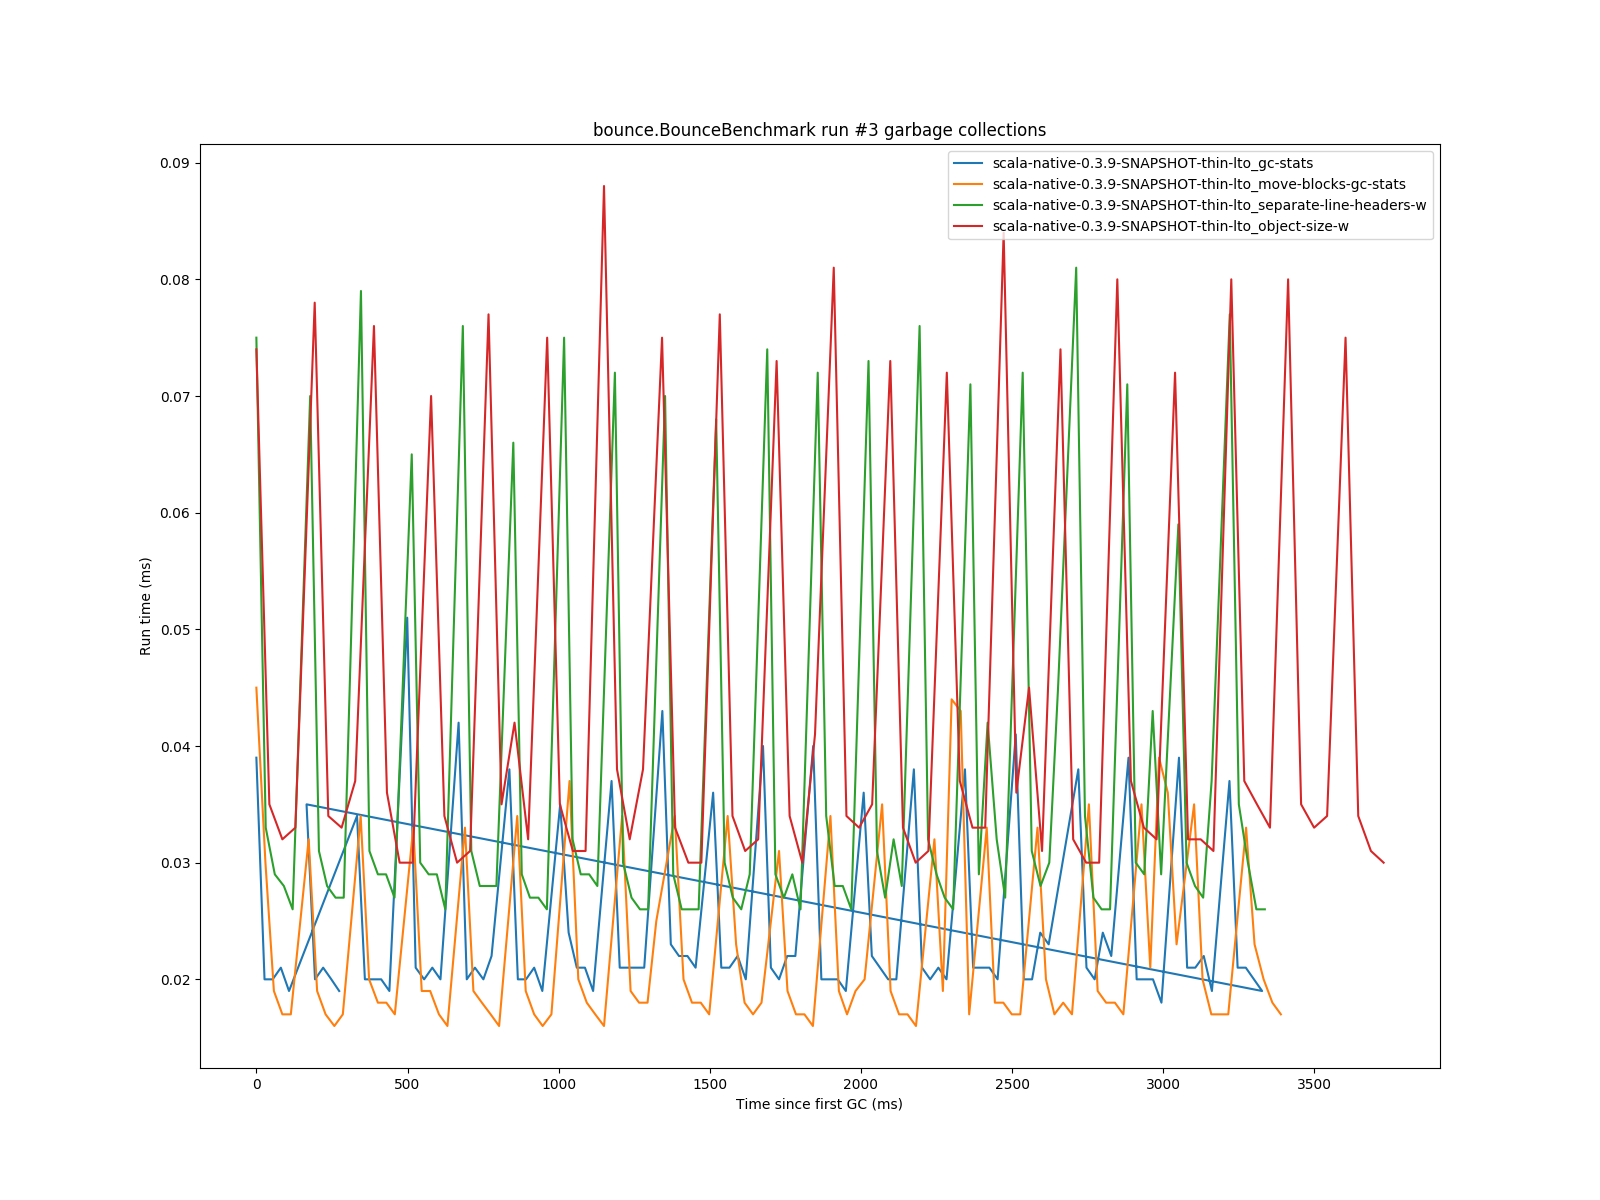 bounce.BounceBenchmark run #3 garbage collections
scala-native-0.3.9-SNAPSHOT-thin-lto_gc-stats
scala-native-0.3.9-SNAPSHOT-thin-lto_move-blocks-gc-stats
scala-native-0.3.9-SNAPSHOT-thin-lto_separate-line-headers-w
scala-native-0.3.9-SNAPSHOT-thin-lto_object-size-w
Run time (ms)
0.09
0.08
0.07
0.06
0.05
0.04
0.03
0.02
0 500 1000 1500 2000 2500 3000 3500
Time since first GC (ms)